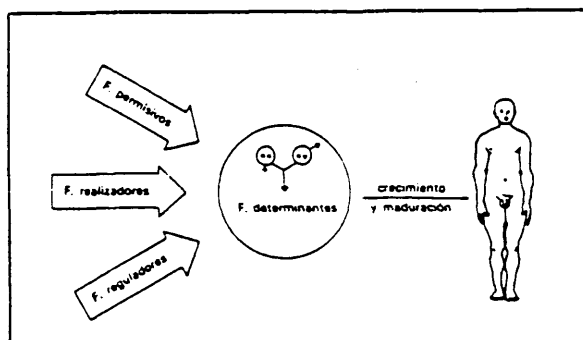 F. permisivos
F. realizadores
F. reguladores
F. determinantes
crecimiento
y maduración